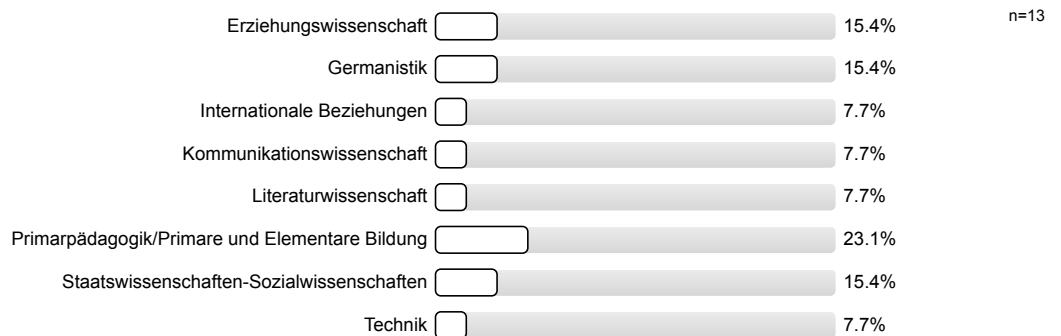 Erziehungswissenschaft 15.4% n=13
Germanistik 15.4%
Internationale Beziehungen 7.7%
Kommunikationswissenschaft 7.7%
Literaturwissenschaft 7.7%
Primarpädagogik/Primare und Elementare Bildung 23.1%
Staatswissenschaften-Sozialwissenschaften 15.4%
Technik 7.7%